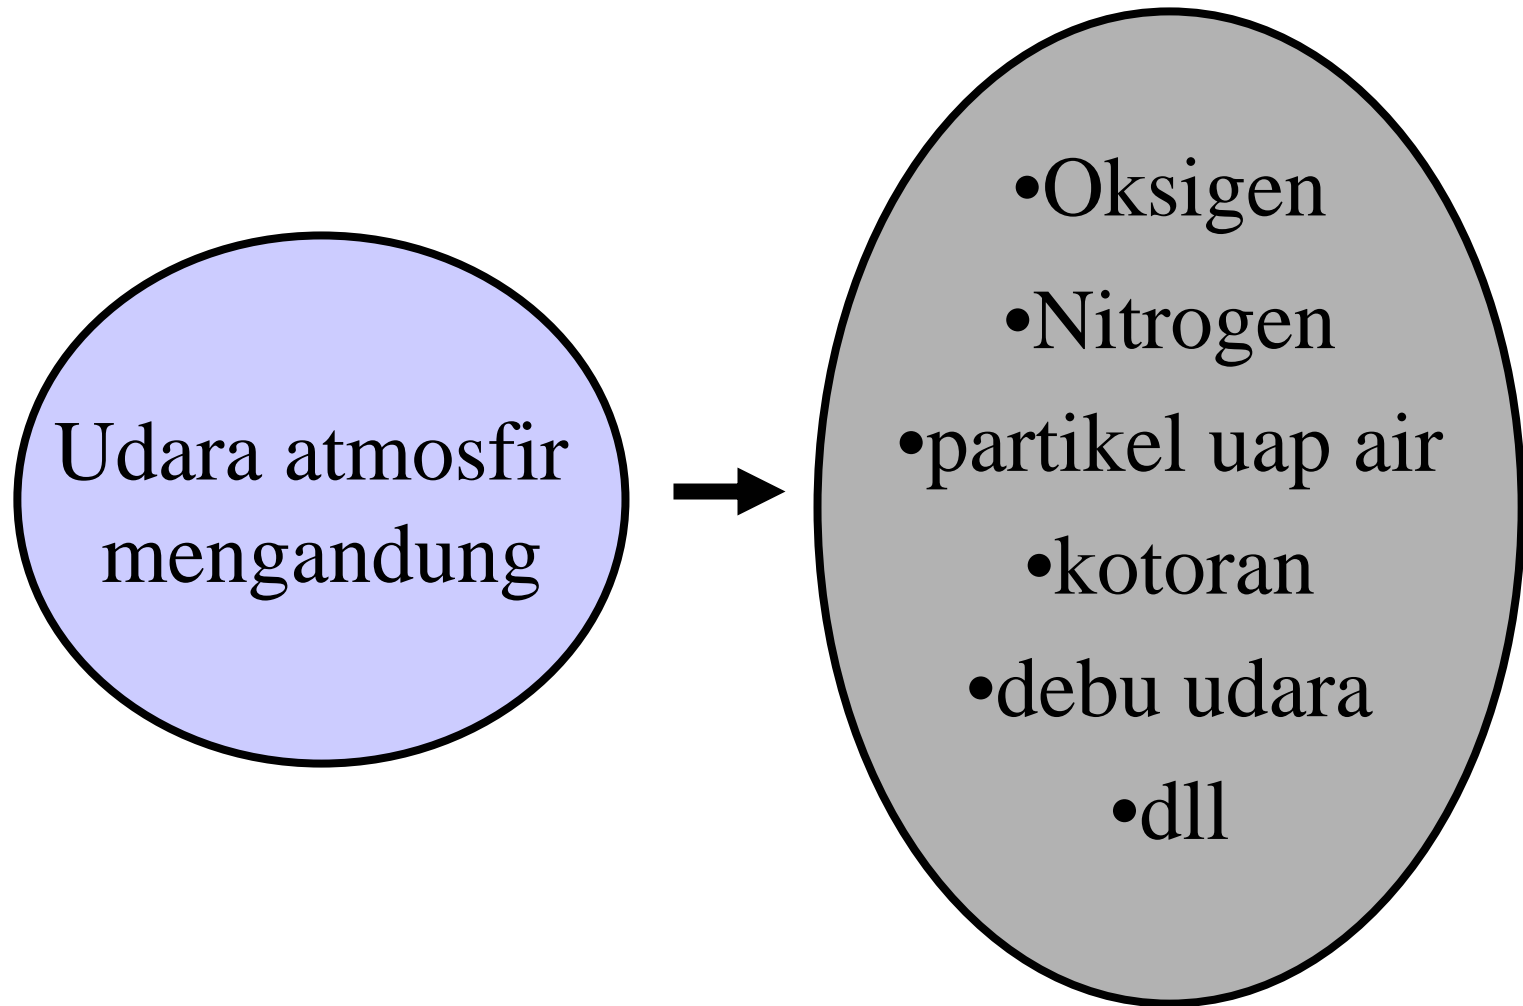 Udara atmosfir
mengandung
•Oksigen
•Nitrogen
•partikel uap air
•kotoran
•debu udara
•dll